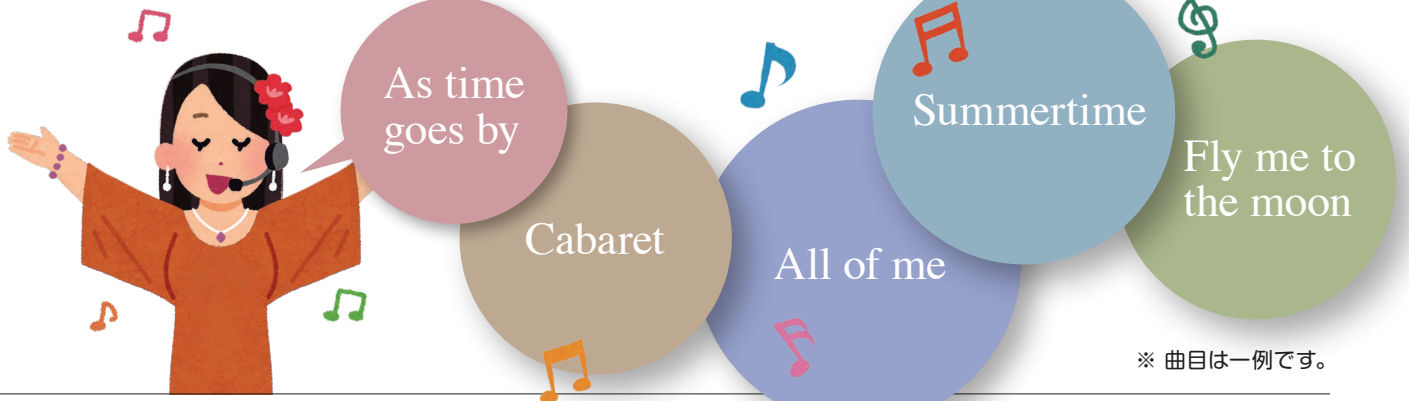 As time
goes by
Cabaret
All of me
Summertime
Fly me to
the moon
※ 曲目は一例です。